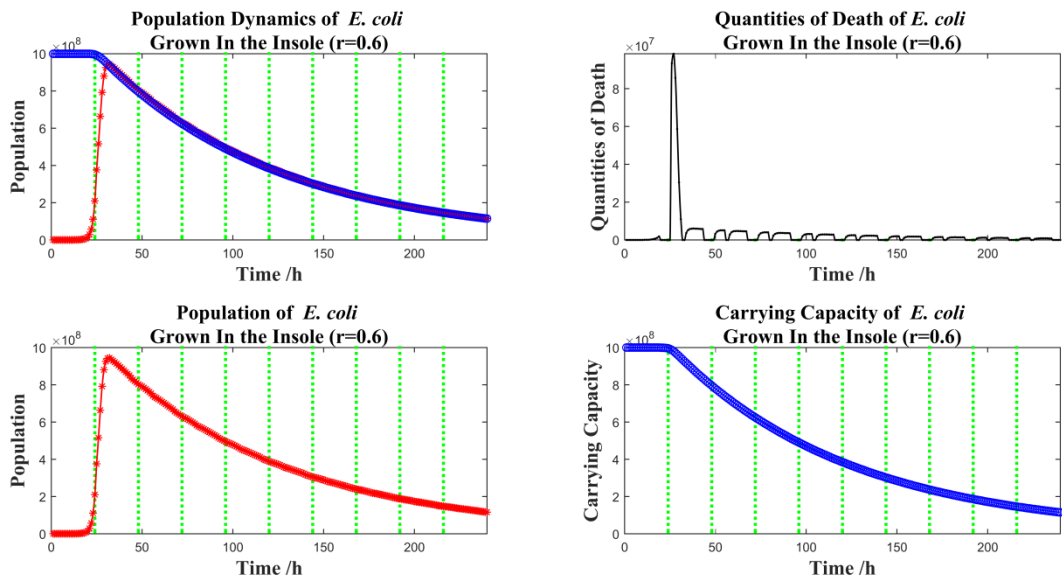 Population Dynamics of E. coli
Grown In the Insole (r=0.6)
×10^8
10
8
6
4
2
0
Population
0 50 100 150 200
Time /h
Quantities of Death of E. coli
Grown In the Insole (r=0.6)
×10^7
8
6
4
2
0
Quantities of Death
0 50 100 150 200
Time /h
Population of E. coli
Grown In the Insole (r=0.6)
×10^8
10
8
6
4
2
0
Population
0 50 100 150 200
Time /h
Carrying Capacity of E. coli
Grown In the Insole (r=0.6)
×10^8
10
8
6
4
2
0
Carrying Capacity
0 50 100 150 200
Time /h